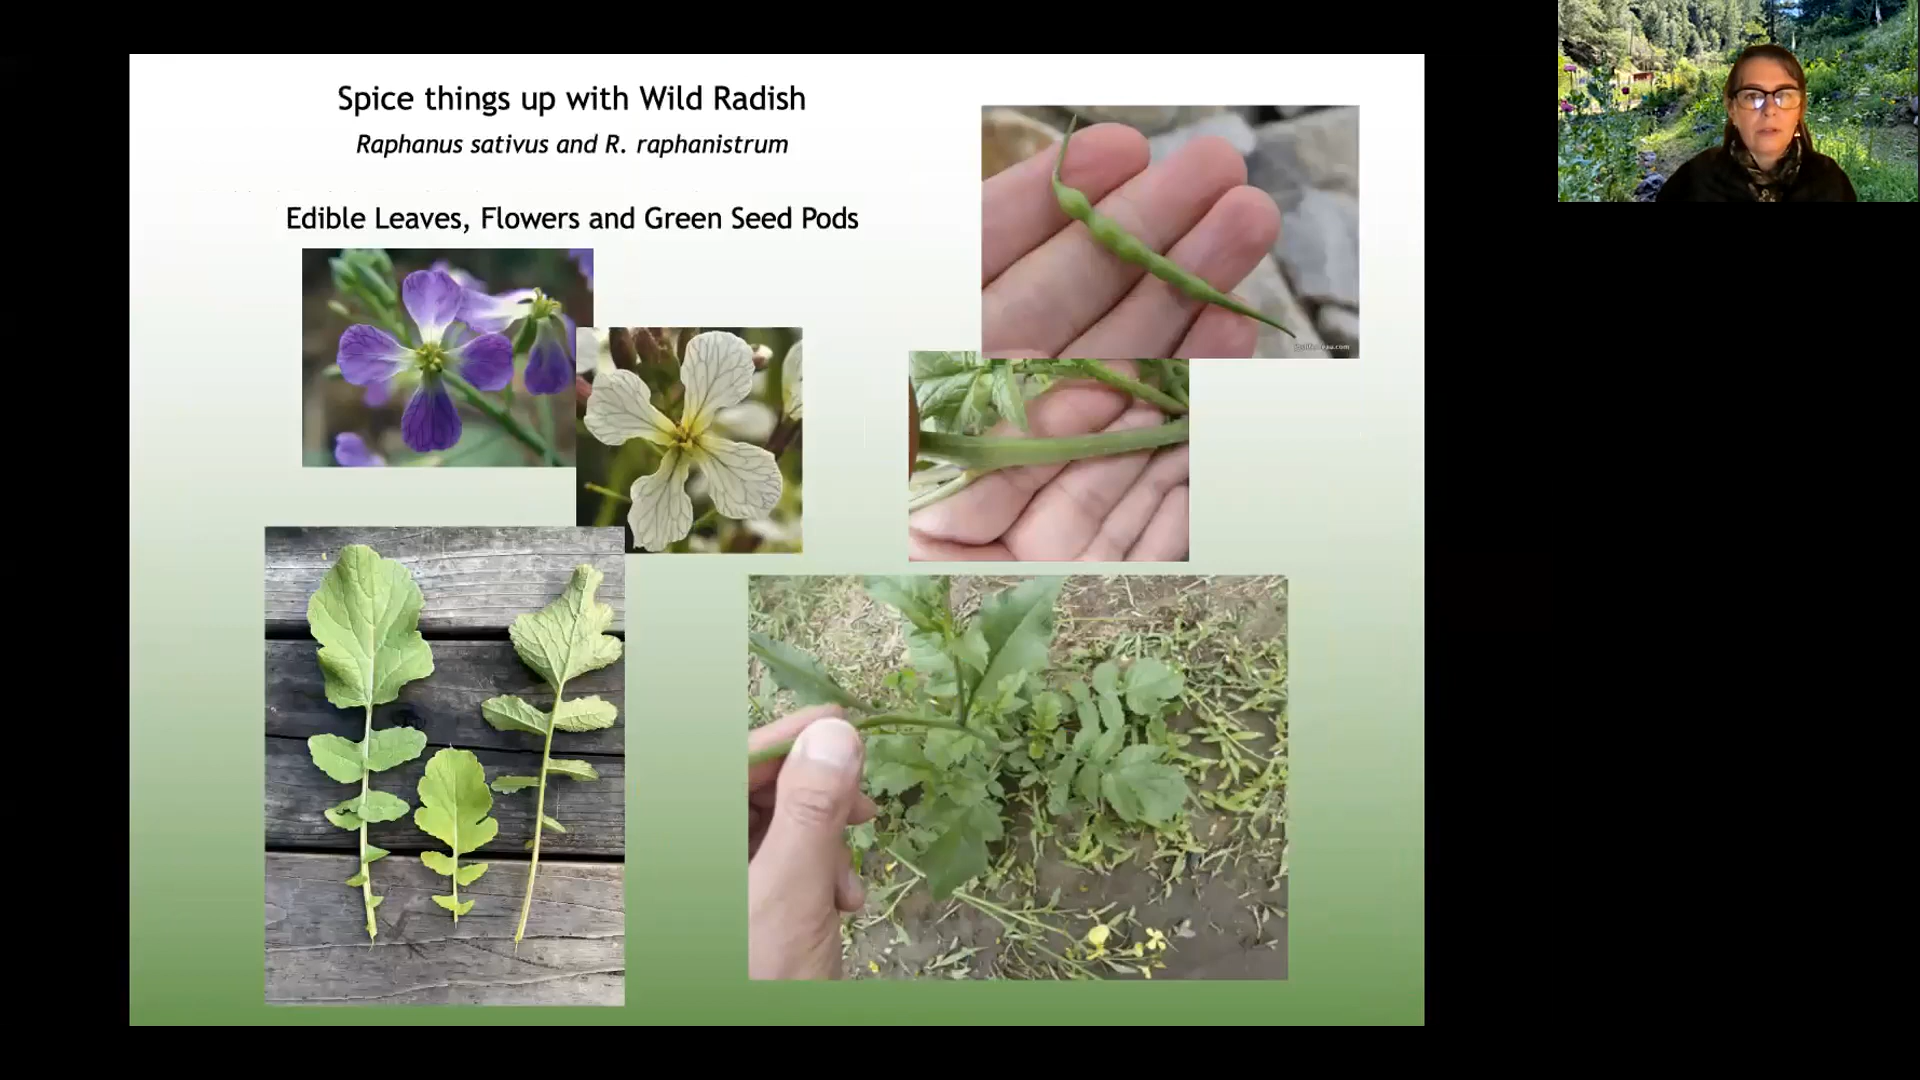 Spice things up with Wild Radish
Raphanus sativus and R. raphanistrum
Edible Leaves, Flowers and Green Seed Pods